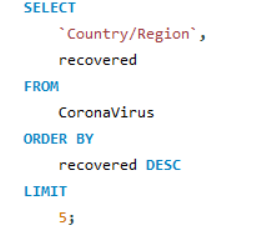 SELECT
`Country/Region`,
recovered
FROM
CoronaVirus
ORDER BY
recovered DESC
LIMIT
5;